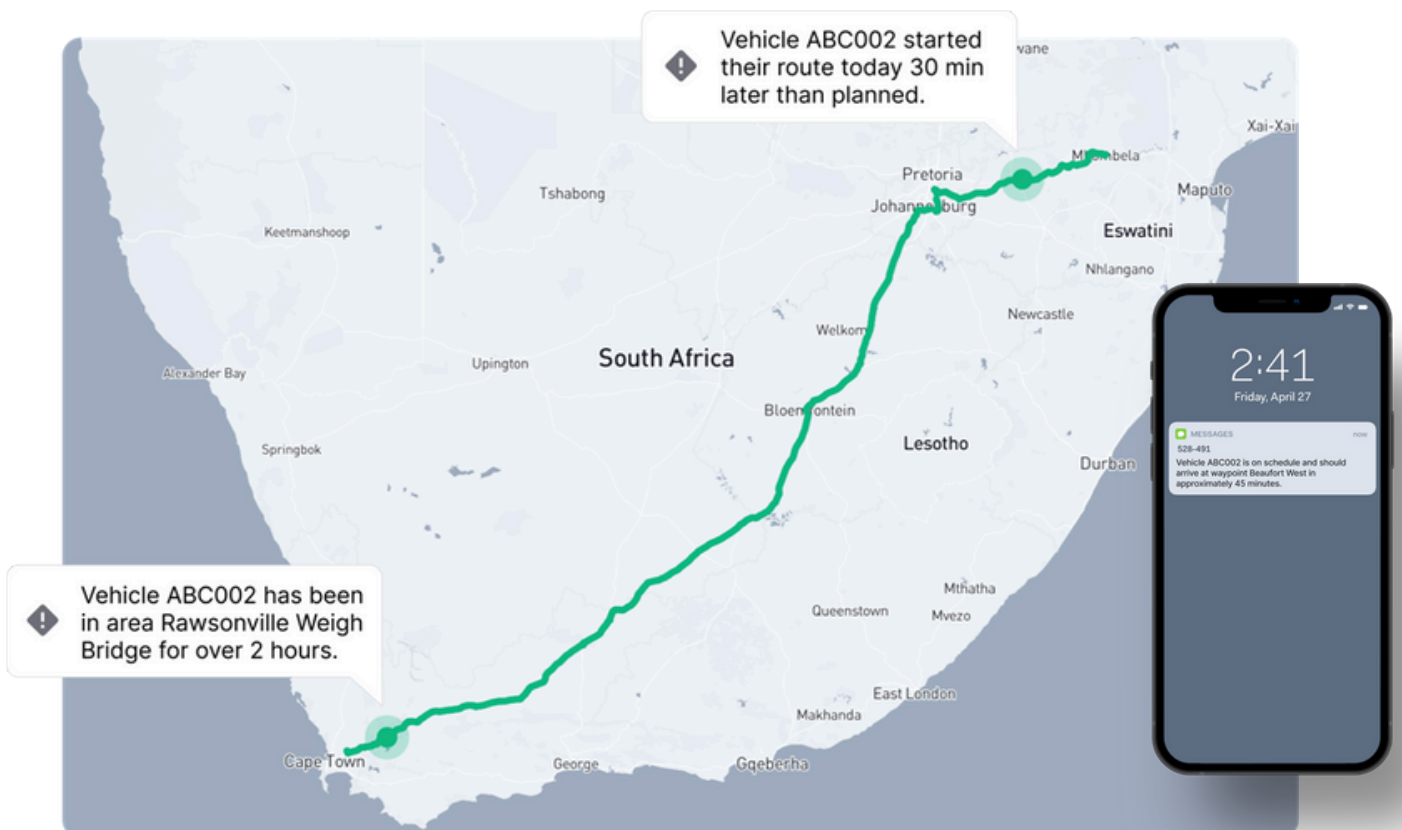 Vehicle ABC002 started
their route today 30 min
later than planned.
wane
Xai-Xai
Mbombela
Pretoria
Tshabong
Maputo
Johannesburg
Keetmanshoop
Eswatini
Nhlangano
Newcastle
Welkom
South Africa
Upington
Alexander Bay
Bloemfontein
Lesotho
Springbok
Durban
2:41
Friday, April 27
MESSAGES
now
528-491
Vehicle ABC002 is on schedule and should
arrive at waypoint Beaufort West in
approximately 45 minutes.
Vehicle ABC002 has been
in area Rawsonville Weigh
Bridge for over 2 hours.
Mthatha
Queenstown
Mvezo
East London
Makhanda
Cape Town
George
Gqeberha